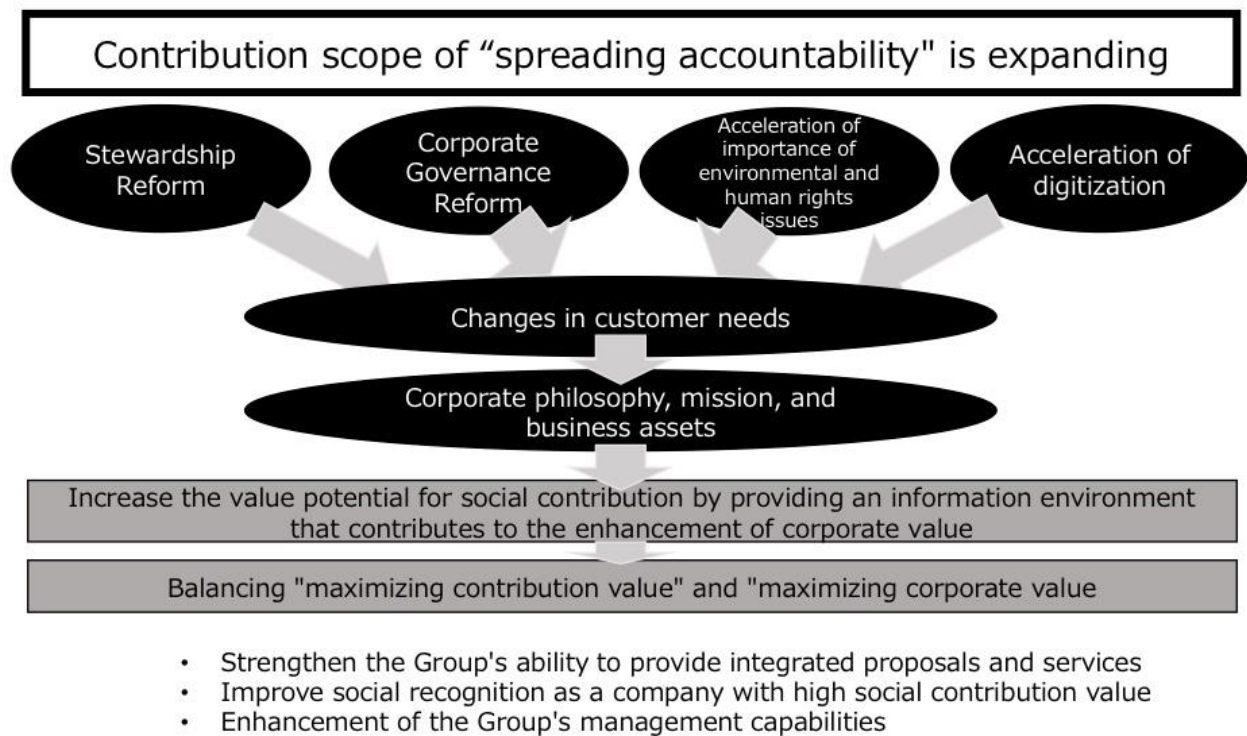 Contribution scope of “spreading accountability" is expanding
Stewardship
Reform
Corporate
Governance
Reform
Acceleration of
importance of
environmental and
human rights
issues
Acceleration of
digitization
Changes in customer needs
Corporate philosophy, mission, and
business assets
Increase the value potential for social contribution by providing an information environment
that contributes to the enhancement of corporate value
Balancing "maximizing contribution value" and "maximizing corporate value
• Strengthen the Group's ability to provide integrated proposals and services
• Improve social recognition as a company with high social contribution value
• Enhancement of the Group's management capabilities